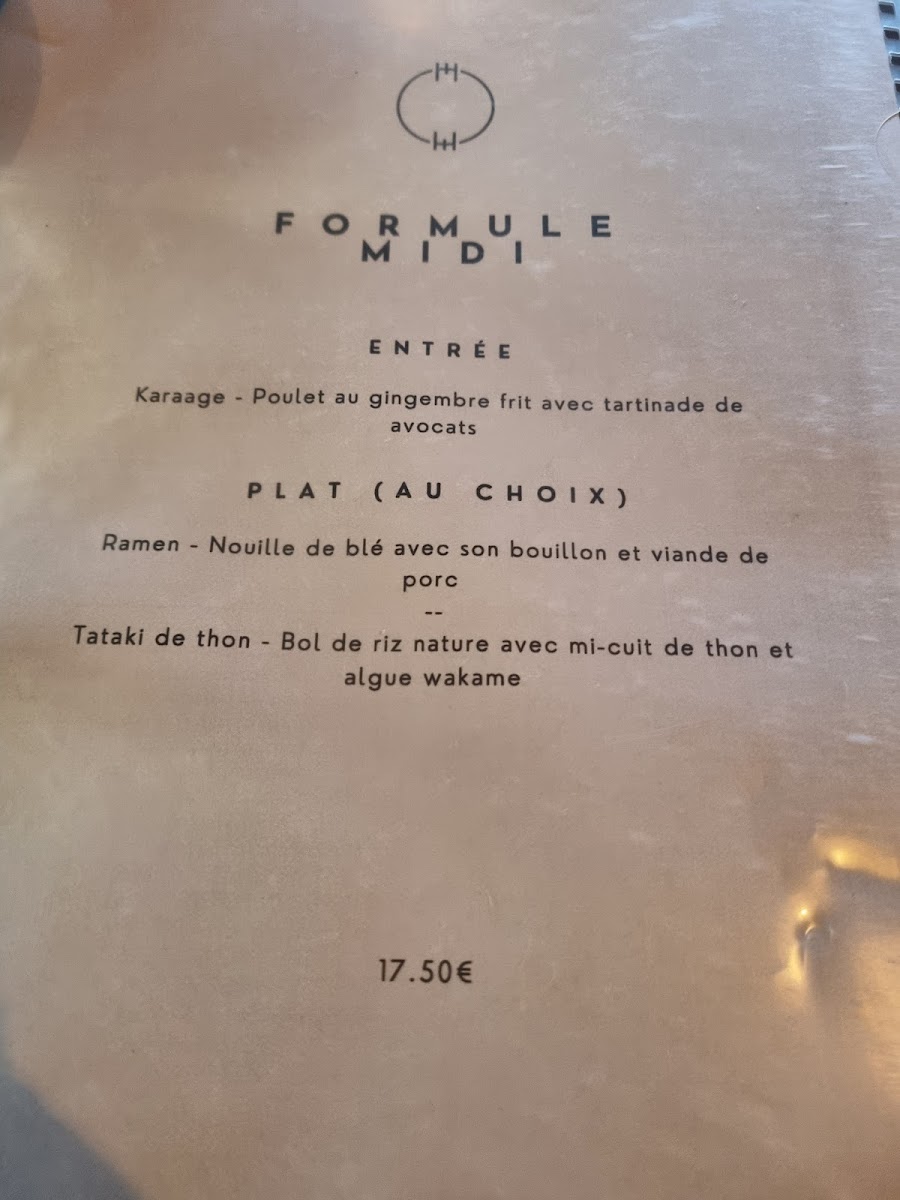 FORMULE
MIDI
ENTRÉE
Karaage - Poulet au gingembre frit avec tartinade de
avocats
PLAT (AU CHOIX)
Ramen - Nouille de blé avec son bouillon et viande de
porc
--
Tataki de thon - Bol de riz nature avec mi-cuit de thon et
algue wakame
17.50€